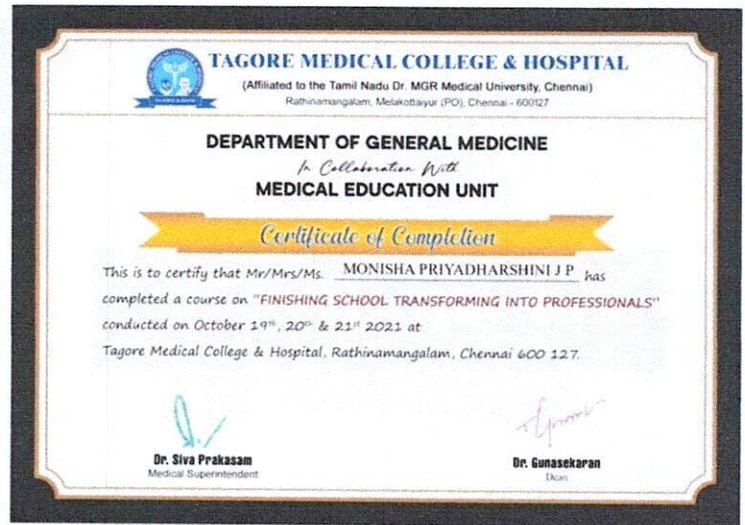 TAGORE MEDICAL COLLEGE & HOSPITAL
(Affiliated to the Tamil Nadu Dr. MGR Medical University, Chennai)
Rathinamangalam, Melakottaiyur (PO), Chennai - 600127
DEPARTMENT OF GENERAL MEDICINE
In Collaboration With
MEDICAL EDUCATION UNIT
Certificate of Completion
This is to certify that Mr/Mrs/Ms. MONISHA PRIYADHARSHINI J P has
completed a course on "FINISHING SCHOOL TRANSFORMING INTO PROFESSIONALS"
conducted on October 19th, 20th & 21st 2021 at
Tagore Medical College & Hospital, Rathinamangalam, Chennai 600 127.
Dr. Siva Prakasam
Medical Superintendent
Dr. Gunasekaran
Dean